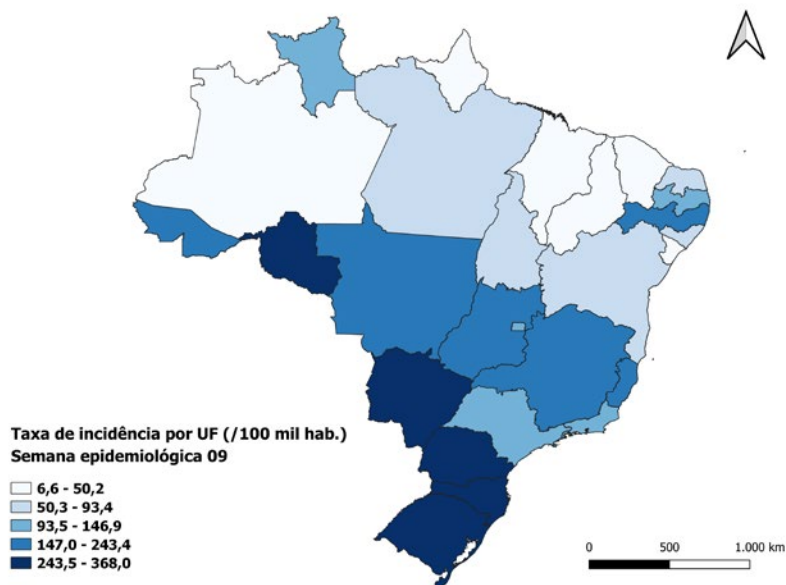 Taxa de incidência por UF (/100 mil hab.)
Semana epidemiológica 09
6,6 - 50,2
50,3 - 93,4
93,5 - 146,9
147,0 - 243,4
243,5 - 368,0
0 500 1.000 km